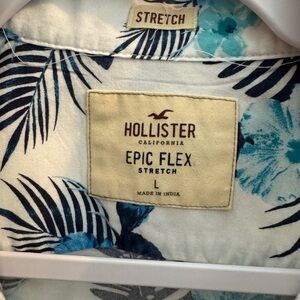 STRETCH
HOLLISTER
CALIFORNIA
EPIC FLEX
STRETCH
L
MADE IN INDIA